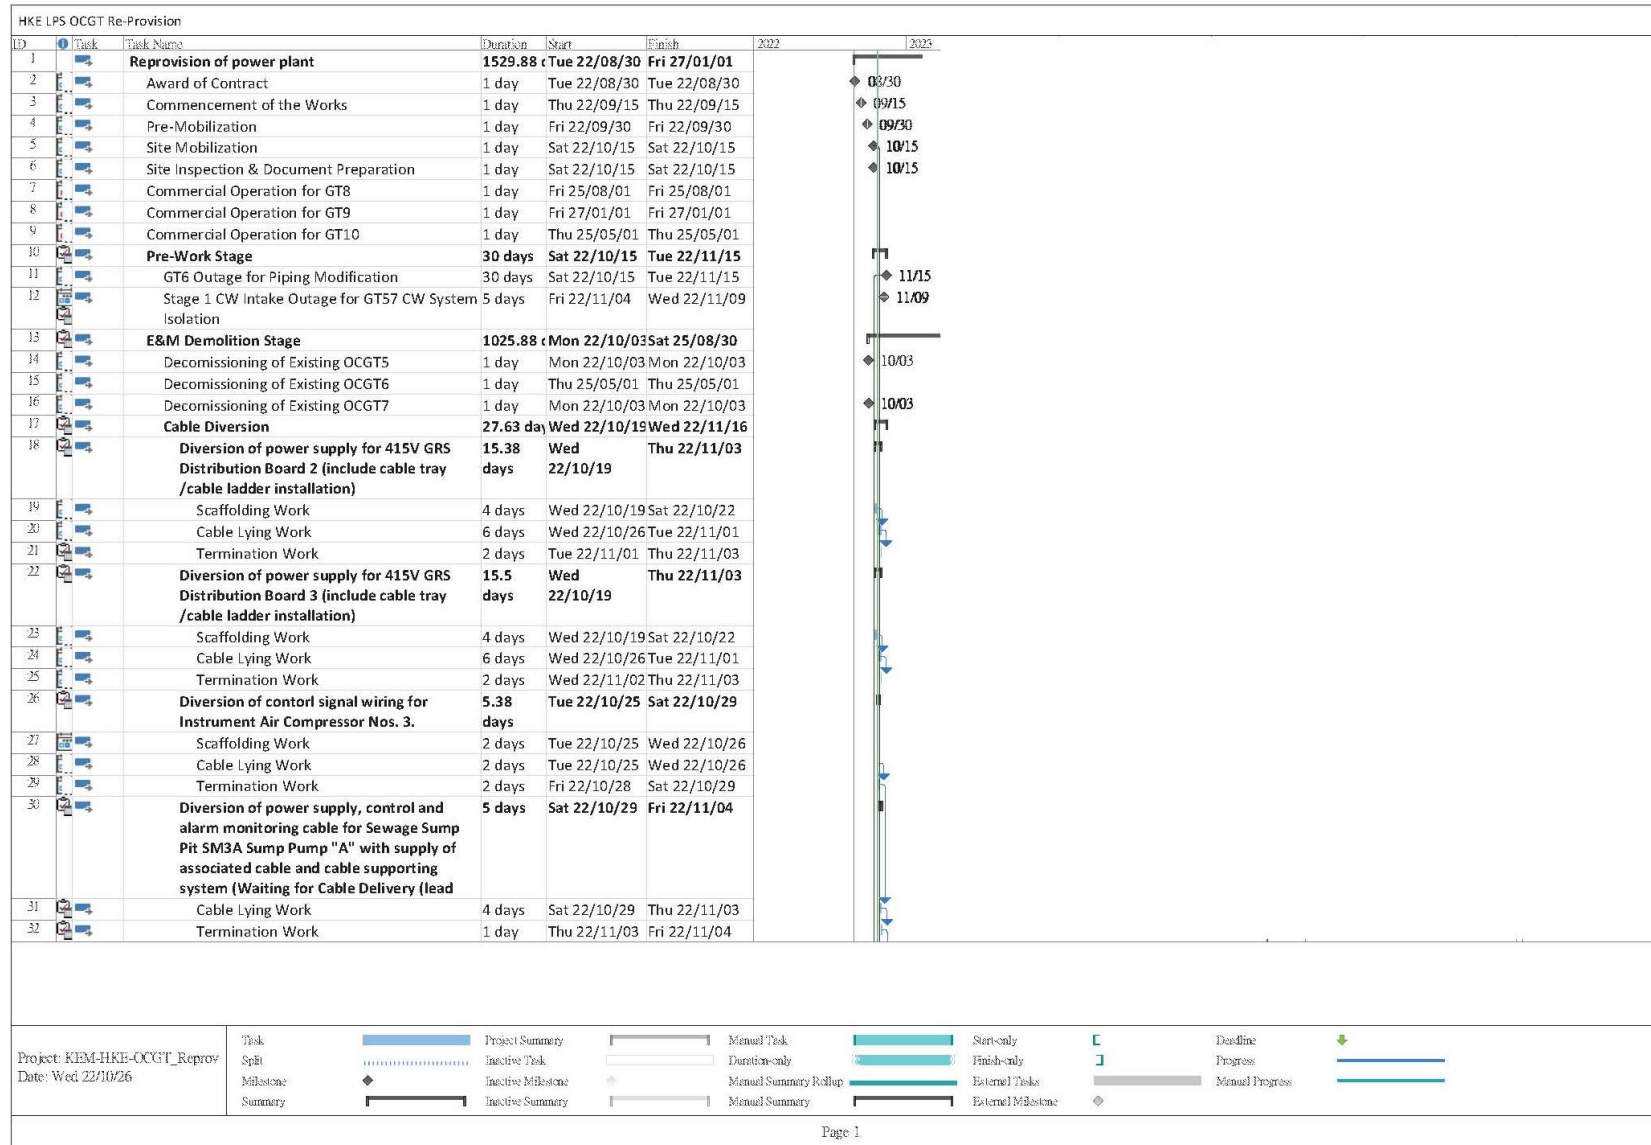 HKE LPS OCGT Re-Provision
ID Task Task Name Duration Start Finish 2022 2023
1 Reprovision of power plant 1529.88 d Tue 22/08/30 Fri 27/01/01
2 Award of Contract 1 day Tue 22/08/30 Tue 22/08/30 08/30
3 Commencement of the Works 1 day Thu 22/09/15 Thu 22/09/15 09/15
4 Pre-Mobilization 1 day Fri 22/09/30 Fri 22/09/30 09/30
5 Site Mobilization 1 day Sat 22/10/15 Sat 22/10/15 10/15
6 Site Inspection & Document Preparation 1 day Sat 22/10/15 Sat 22/10/15 10/15
7 Commercial Operation for GT8 1 day Fri 25/08/01 Fri 25/08/01
8 Commercial Operation for GT9 1 day Fri 27/01/01 Fri 27/01/01
9 Commercial Operation for GT10 1 day Thu 25/05/01 Thu 25/05/01
10 Pre-Work Stage 30 days Sat 22/10/15 Tue 22/11/15
11 GT6 Outage for Piping Modification 30 days Sat 22/10/15 Tue 22/11/15 11/15
12 Stage 1 CW Intake Outage for GT57 CW System 5 days Fri 22/11/04 Wed 22/11/09 11/09
Isolation
13 E&M Demolition Stage 1025.88 Mon 22/10/03 Sat 25/08/30
14 Decomissioning of Existing OCGT5 1 day Mon 22/10/03 Mon 22/10/03 10/03
15 Decomissioning of Existing OCGT6 1 day Thu 25/05/01 Thu 25/05/01
16 Decomissioning of Existing OCGT7 1 day Mon 22/10/03 Mon 22/10/03 10/03
17 Cable Diversion 27.63 day Wed 22/10/19 Wed 22/11/16
18 Diversion of power supply for 415V GRS 15.38 Wed Thu 22/11/03
Distribution Board 2 (include cable tray days 22/10/19
/cable ladder installation)
19 Scaffolding Work 4 days Wed 22/10/19 Sat 22/10/22
20 Cable Lying Work 6 days Wed 22/10/26 Tue 22/11/01
21 Termination Work 2 days Tue 22/11/01 Thu 22/11/03
22 Diversion of power supply for 415V GRS 15.5 Wed Thu 22/11/03
Distribution Board 3 (include cable tray days 22/10/19
/cable ladder installation)
23 Scaffolding Work 4 days Wed 22/10/19 Sat 22/10/22
24 Cable Lying Work 6 days Wed 22/10/26 Tue 22/11/01
25 Termination Work 2 days Wed 22/11/02 Thu 22/11/03
26 Diversion of contorl signal wiring for 5.38 Tue 22/10/25 Sat 22/10/29
Instrument Air Compressor Nos. 3. days
27 Scaffolding Work 2 days Tue 22/10/25 Wed 22/10/26
28 Cable Lying Work 2 days Tue 22/10/25 Wed 22/10/26
29 Termination Work 2 days Fri 22/10/28 Sat 22/10/29
30 Diversion of power supply, control and 5 days Sat 22/10/29 Fri 22/11/04
alarm monitoring cable for Sewage Sump
Pit SM3A Sump Pump "A" with supply of
associated cable and cable supporting
system (Waiting for Cable Delivery (lead
31 Cable Lying Work 4 days Sat 22/10/29 Thu 22/11/03
32 Termination Work 1 day Thu 22/11/03 Fri 22/11/04
Project: KEM-HKE-OCGT_Reprov
Date: Wed 22/10/26
Task Project Summary Manual Task Start-only Deadline
Split Inactive Task Duration-only Finish-only Progress
Milestone Inactive Milestone Manual Summary Rollup External Tasks Manual Progress
Summary Inactive Summary Manual Summary External Milestone
Page 1